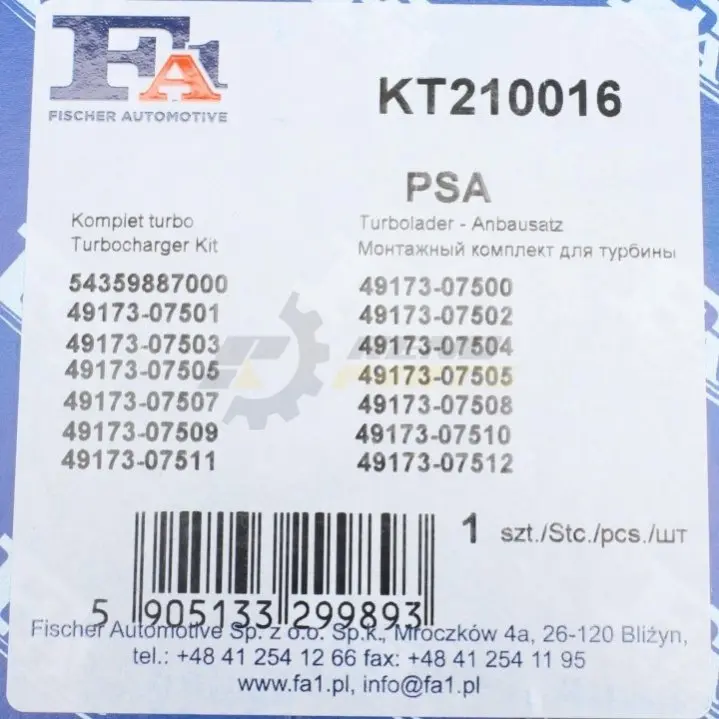 FA1
FISCHER AUTOMOTIVE
KT210016
PSA
Komplet turbo
Turbocharger Kit
Turbolader - Anbausatz
Монтажный комплект для турбины
54359887000
49173-07500
49173-07501
49173-07502
49173-07503
49173-07504
49173-07505
49173-07505
49173-07507
49173-07508
49173-07509
49173-07510
49173-07511
49173-07512
1 szt./Stc./pcs./шт
5 905133 299893
Fischer Automotive Sp. z o.o. Sp.k., Mroczków 4a, 26-120 Bliżyn,
tel.: +48 41 254 12 66 fax: +48 41 254 11 95
www.fa1.pl, info@fa1.pl